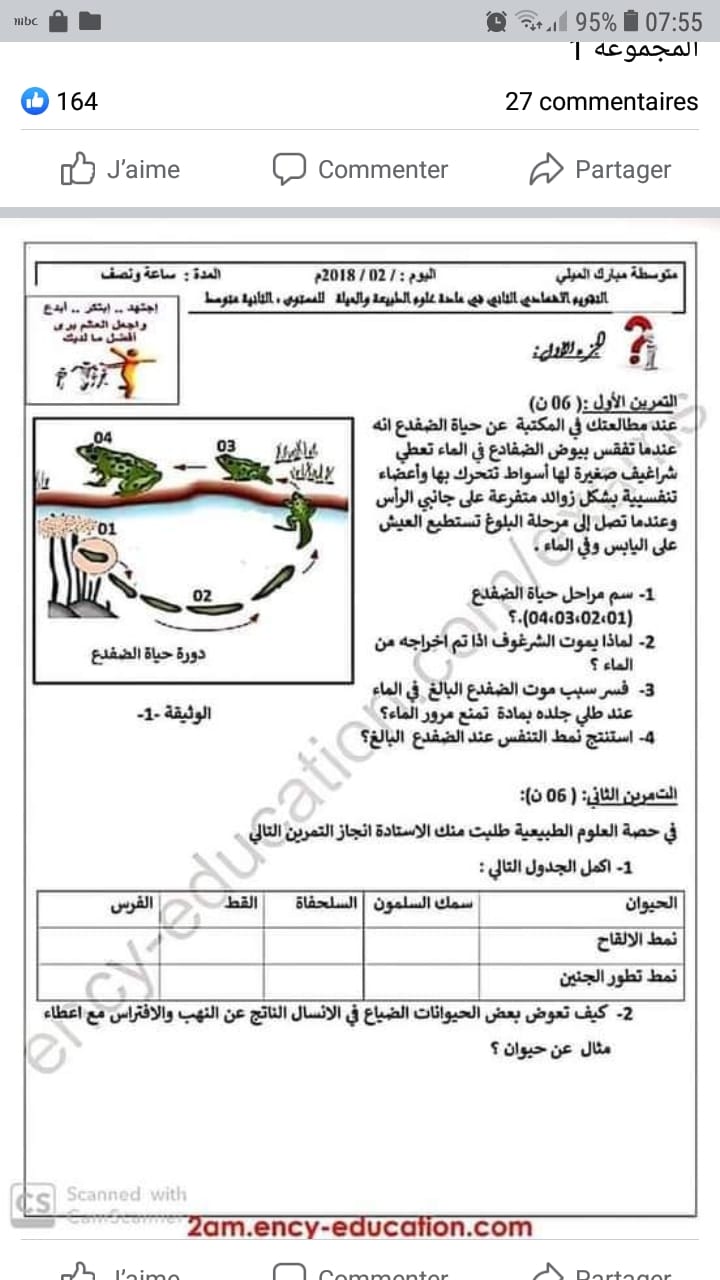 mbc 95% 07:55
المجموعة 1
164 27 commentaires
J’aime Commenter Partager
متوسطة مبارك الميلي اليوم : / 02 / 2018م المدة : ساعة ونصف
في مادة علوم الطبيعة والحياة للمستوى : الثانية متوسط
إجتهد .. إبتكر .. أبدع
واجعل العالم يرى
أفضل ما لديك
الجزء الأول:
التمرين الأول :( 06 ن)
عند مطالعتك في المكتبة عن حياة الضفدع انه
عندما تفقس بيوض الضفادع في الماء تعطي
شراغيف صغيرة لها أسواط تتحرك بها وأعضاء
تنفسية بشكل زوائد متفرعة على جانبي الرأس
وعندما تصل إلى مرحلة البلوغ تستطيع العيش
على اليابس وفي الماء .
04
03
01
02
دورة حياة الضفدع
الوثيقة -1-
1- سم مراحل حياة الضفدع
(04،03،02،01).؟
2- لماذا يموت الشرغوف اذا تم اخراجه من
الماء ؟
3- فسر سبب موت الضفدع البالغ في الماء
عند طلي جلده بمادة تمنع مرور الماء؟
4- استنتج نمط التنفس عند الضفدع البالغ؟
التمرين الثاني: ( 06 ن):
في حصة العلوم الطبيعية طلبت منك الاستاذة انجاز التمرين التالي
1- اكمل الجدول التالي :
الحيوان سمك السلمون السلحفاة القط الفرس
نمط الالقاح
نمط تطور الجنين
2- كيف تعوض بعض الحيوانات الضياع في الانسال الناتج عن النهب والافتراس مع اعطاء
مثال عن حيوان ؟
ency-education.com/exams
CS Scanned with
CamScanner
2am.ency-education.com
J’aime Commenter Partager